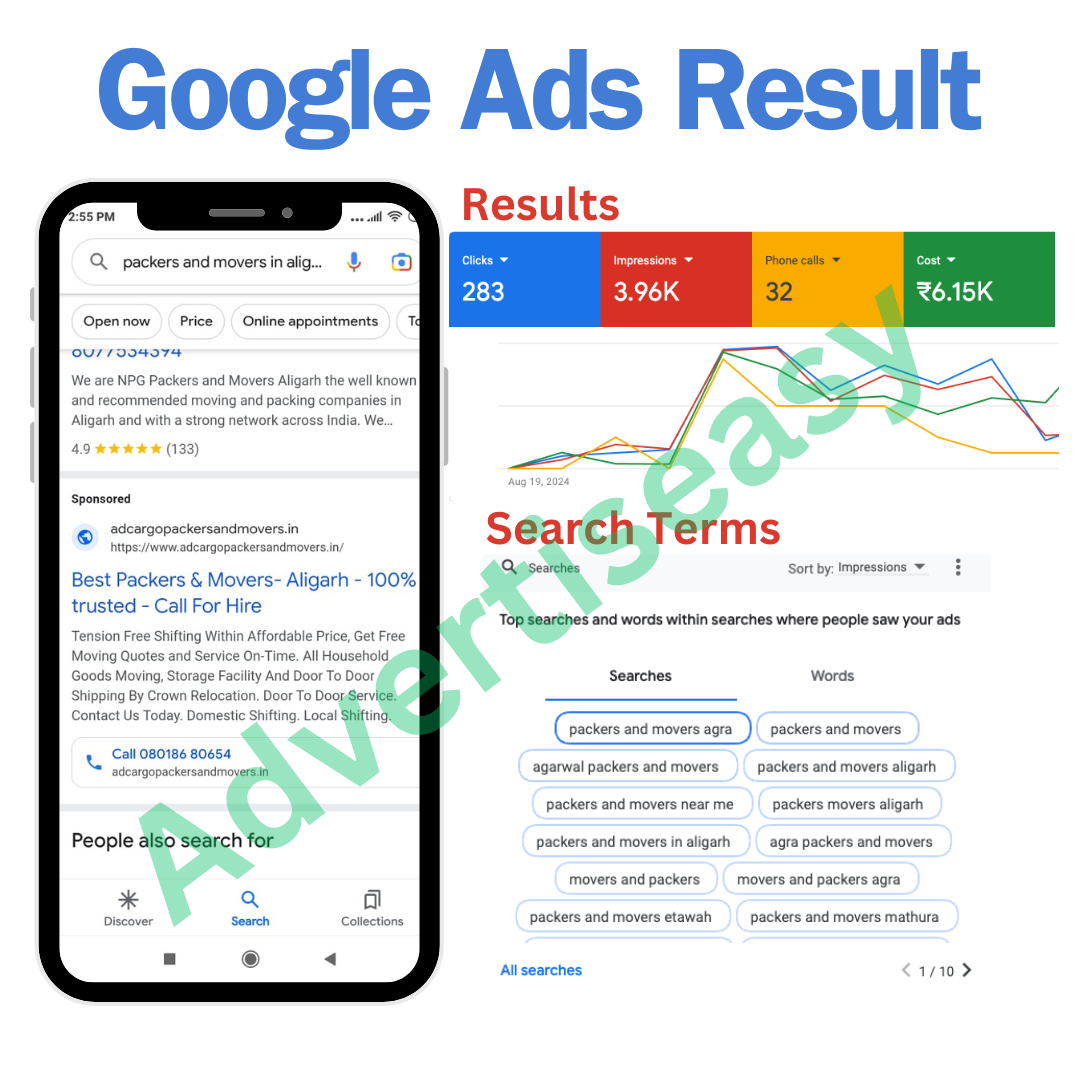 Google Ads Result
2:55 PM
packers and movers in alig...
Open now
Price
Online appointments
To
8077534394
We are NPG Packers and Movers Aligarh the well known
and recommended moving and packing companies in
Aligarh and with a strong network across India. We...
4.9 ★★★★★ (133)
Sponsored
adcargopackersandmovers.in
https://www.adcargopackersandmovers.in/
Best Packers & Movers- Aligarh - 100%
trusted - Call For Hire
Tension Free Shifting Within Affordable Price, Get Free
Moving Quotes and Service On-Time. All Household
Goods Moving, Storage Facility And Door To Door
Shipping By Crown Relocation. Door To Door Service.
Contact Us Today. Domestic Shifting. Local Shifting.
Call 080186 80654
adcargopackersandmovers.in
People also search for
Discover
Search
Collections
Results
Clicks
283
Impressions
3.96K
Phone calls
32
Cost
₹6.15K
Aug 19, 2024
Search Terms
Searches
Sort by: Impressions
Top searches and words within searches where people saw your ads
Searches
Words
packers and movers agra
packers and movers
agarwal packers and movers
packers and movers aligarh
packers and movers near me
packers movers aligarh
packers and movers in aligarh
agra packers and movers
movers and packers
movers and packers agra
packers and movers etawah
packers and movers mathura
All searches
1 / 10
Advertiseasy